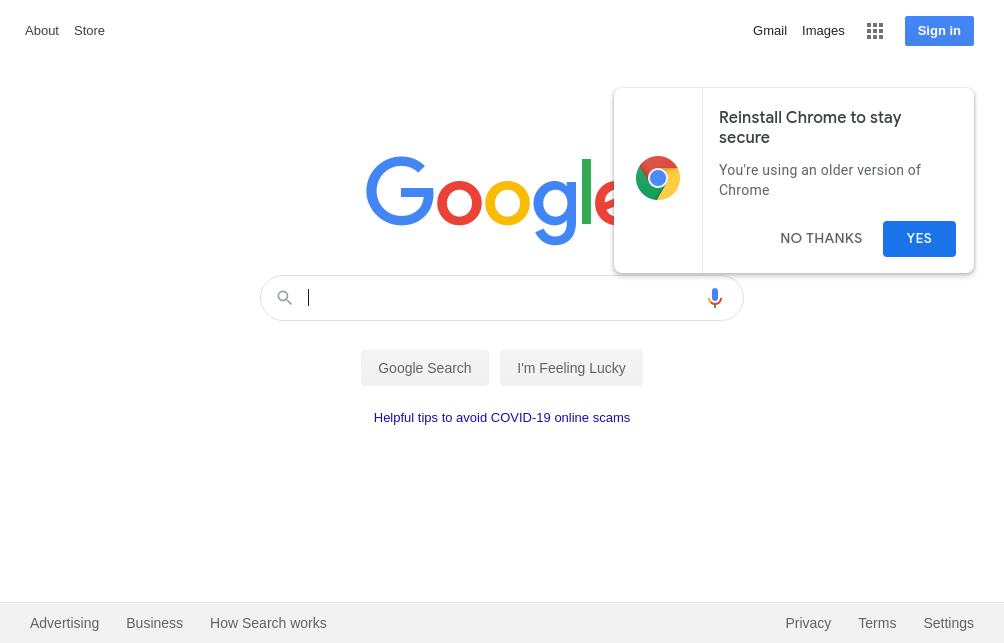 About Store
Gmail Images Sign in
Reinstall Chrome to stay
secure
You're using an older version of
Chrome
NO THANKS YES
Google
Google Search I'm Feeling Lucky
Helpful tips to avoid COVID-19 online scams
Advertising Business How Search works
Privacy Terms Settings